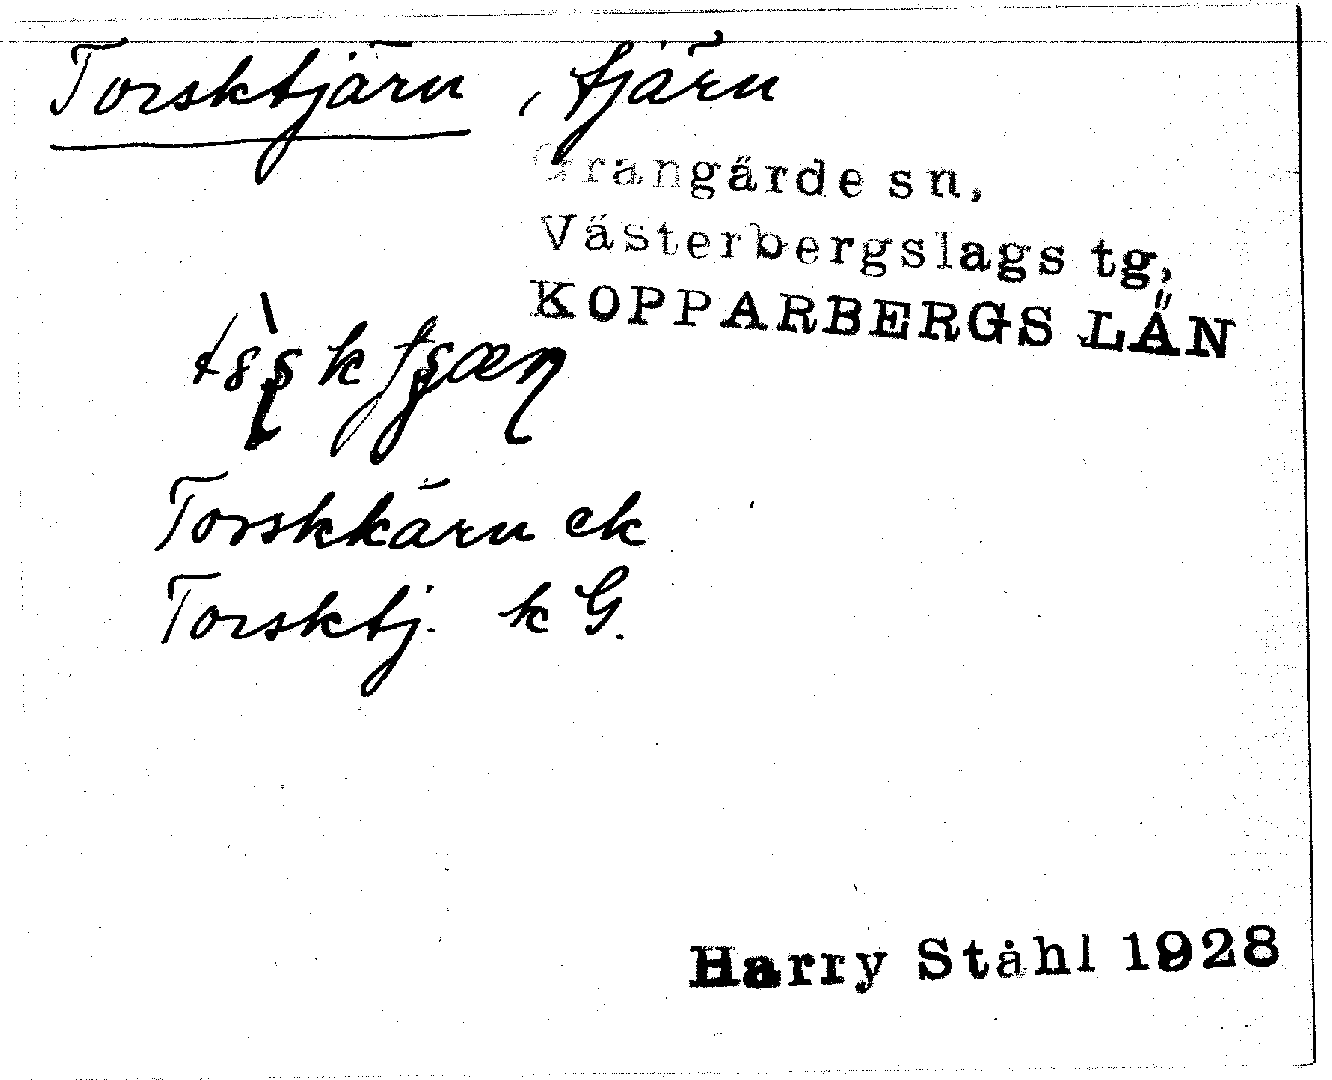 Torsktjärn, tjärn
Grangärde sn,
Västerbergslags tg,
KOPPARBERGS LÄN
Torskkärn ek
Torsktj. k G.
Harry Ståhl 1928